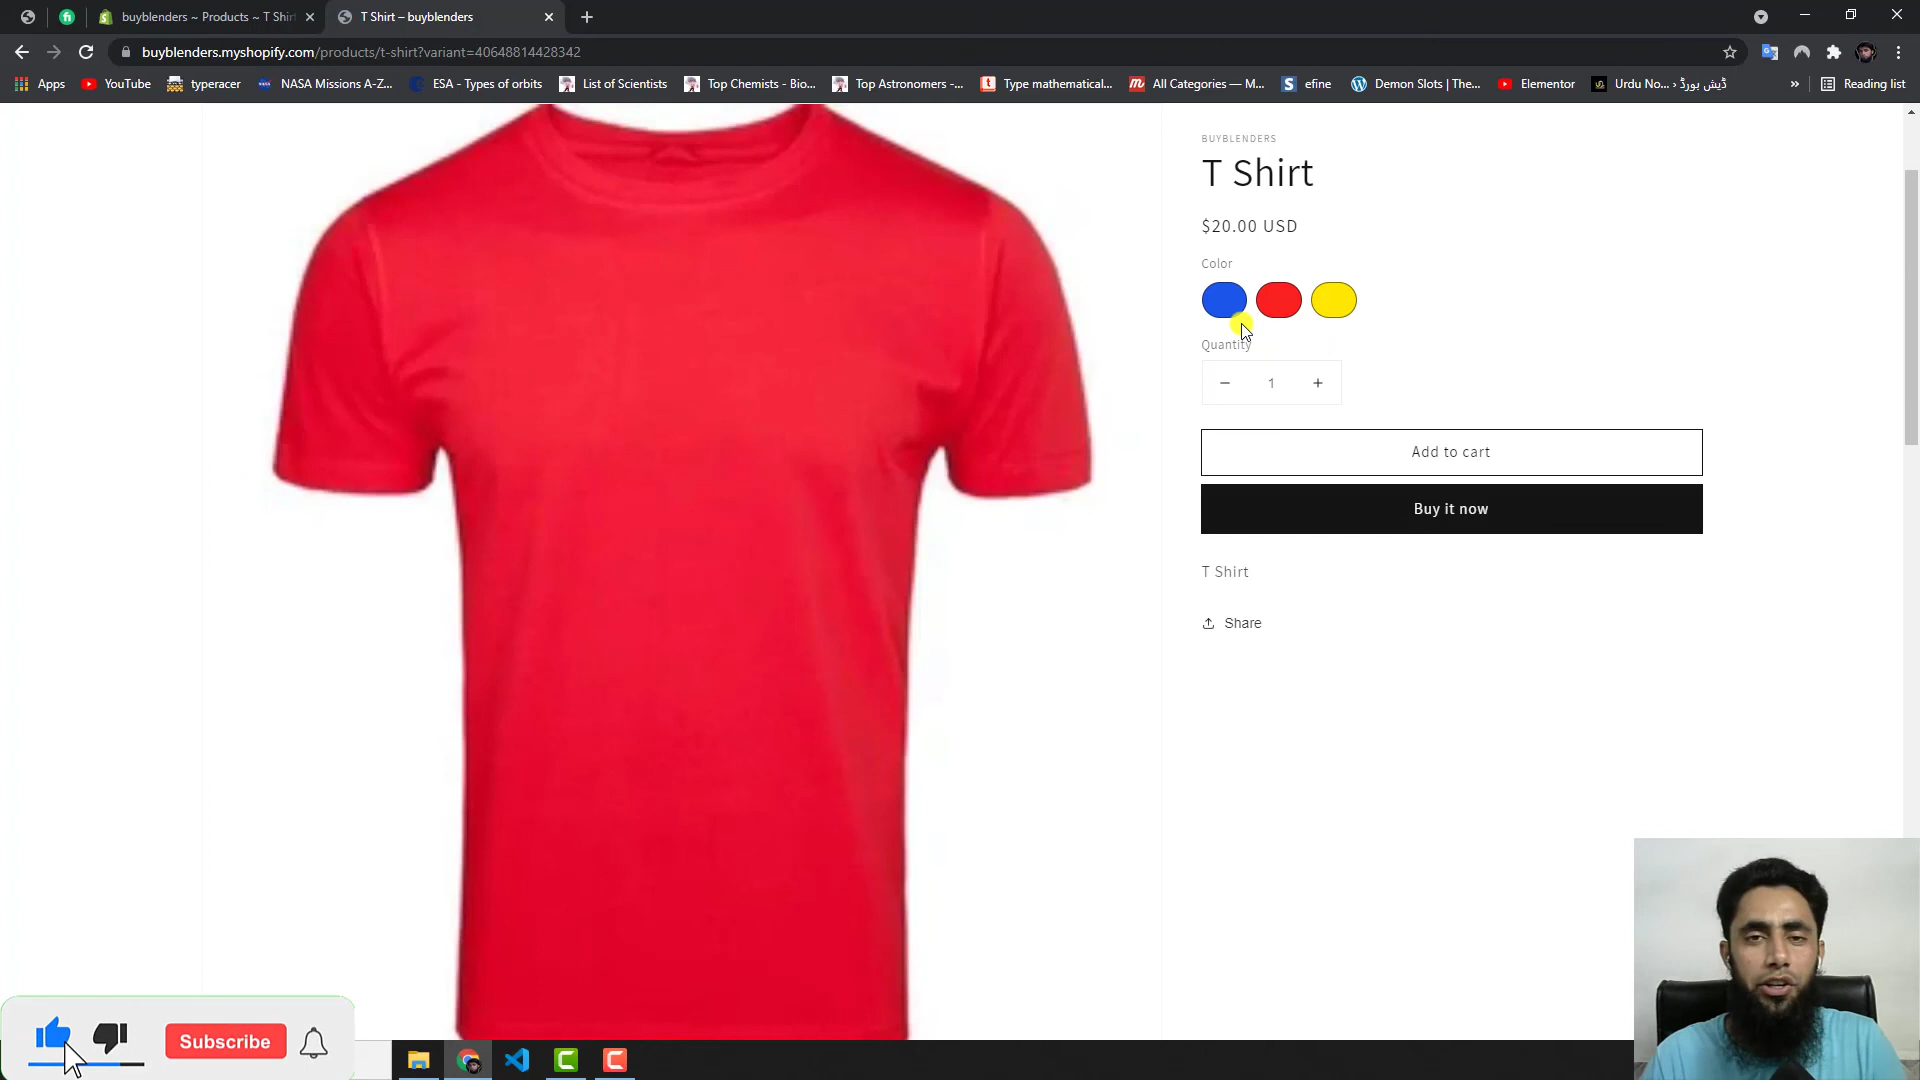 buyblenders ~ Products ~ T Shirt
T Shirt – buyblenders
buyblenders.myshopify.com/products/t-shirt?variant=40648814428342
Apps
YouTube
typeracer
NASA Missions A-Z...
ESA - Types of orbits
List of Scientists
Top Chemists - Bio...
Top Astronomers -...
Type mathematical...
All Categories — M...
efine
Demon Slots | The...
Elementor
Urdu No... ‹ ڈیش بورڈ
»
Reading list
BUYBLENDERS
T Shirt
$20.00 USD
Color
Quantity
− 1 +
Add to cart
Buy it now
T Shirt
Share
Subscribe